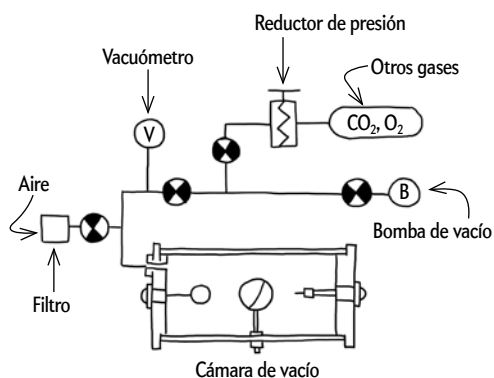 Reductor de presión
Vacuómetro
Otros gases
CO₂, O₂
V
Aire
B
Bomba de vacío
Filtro
Cámara de vacío